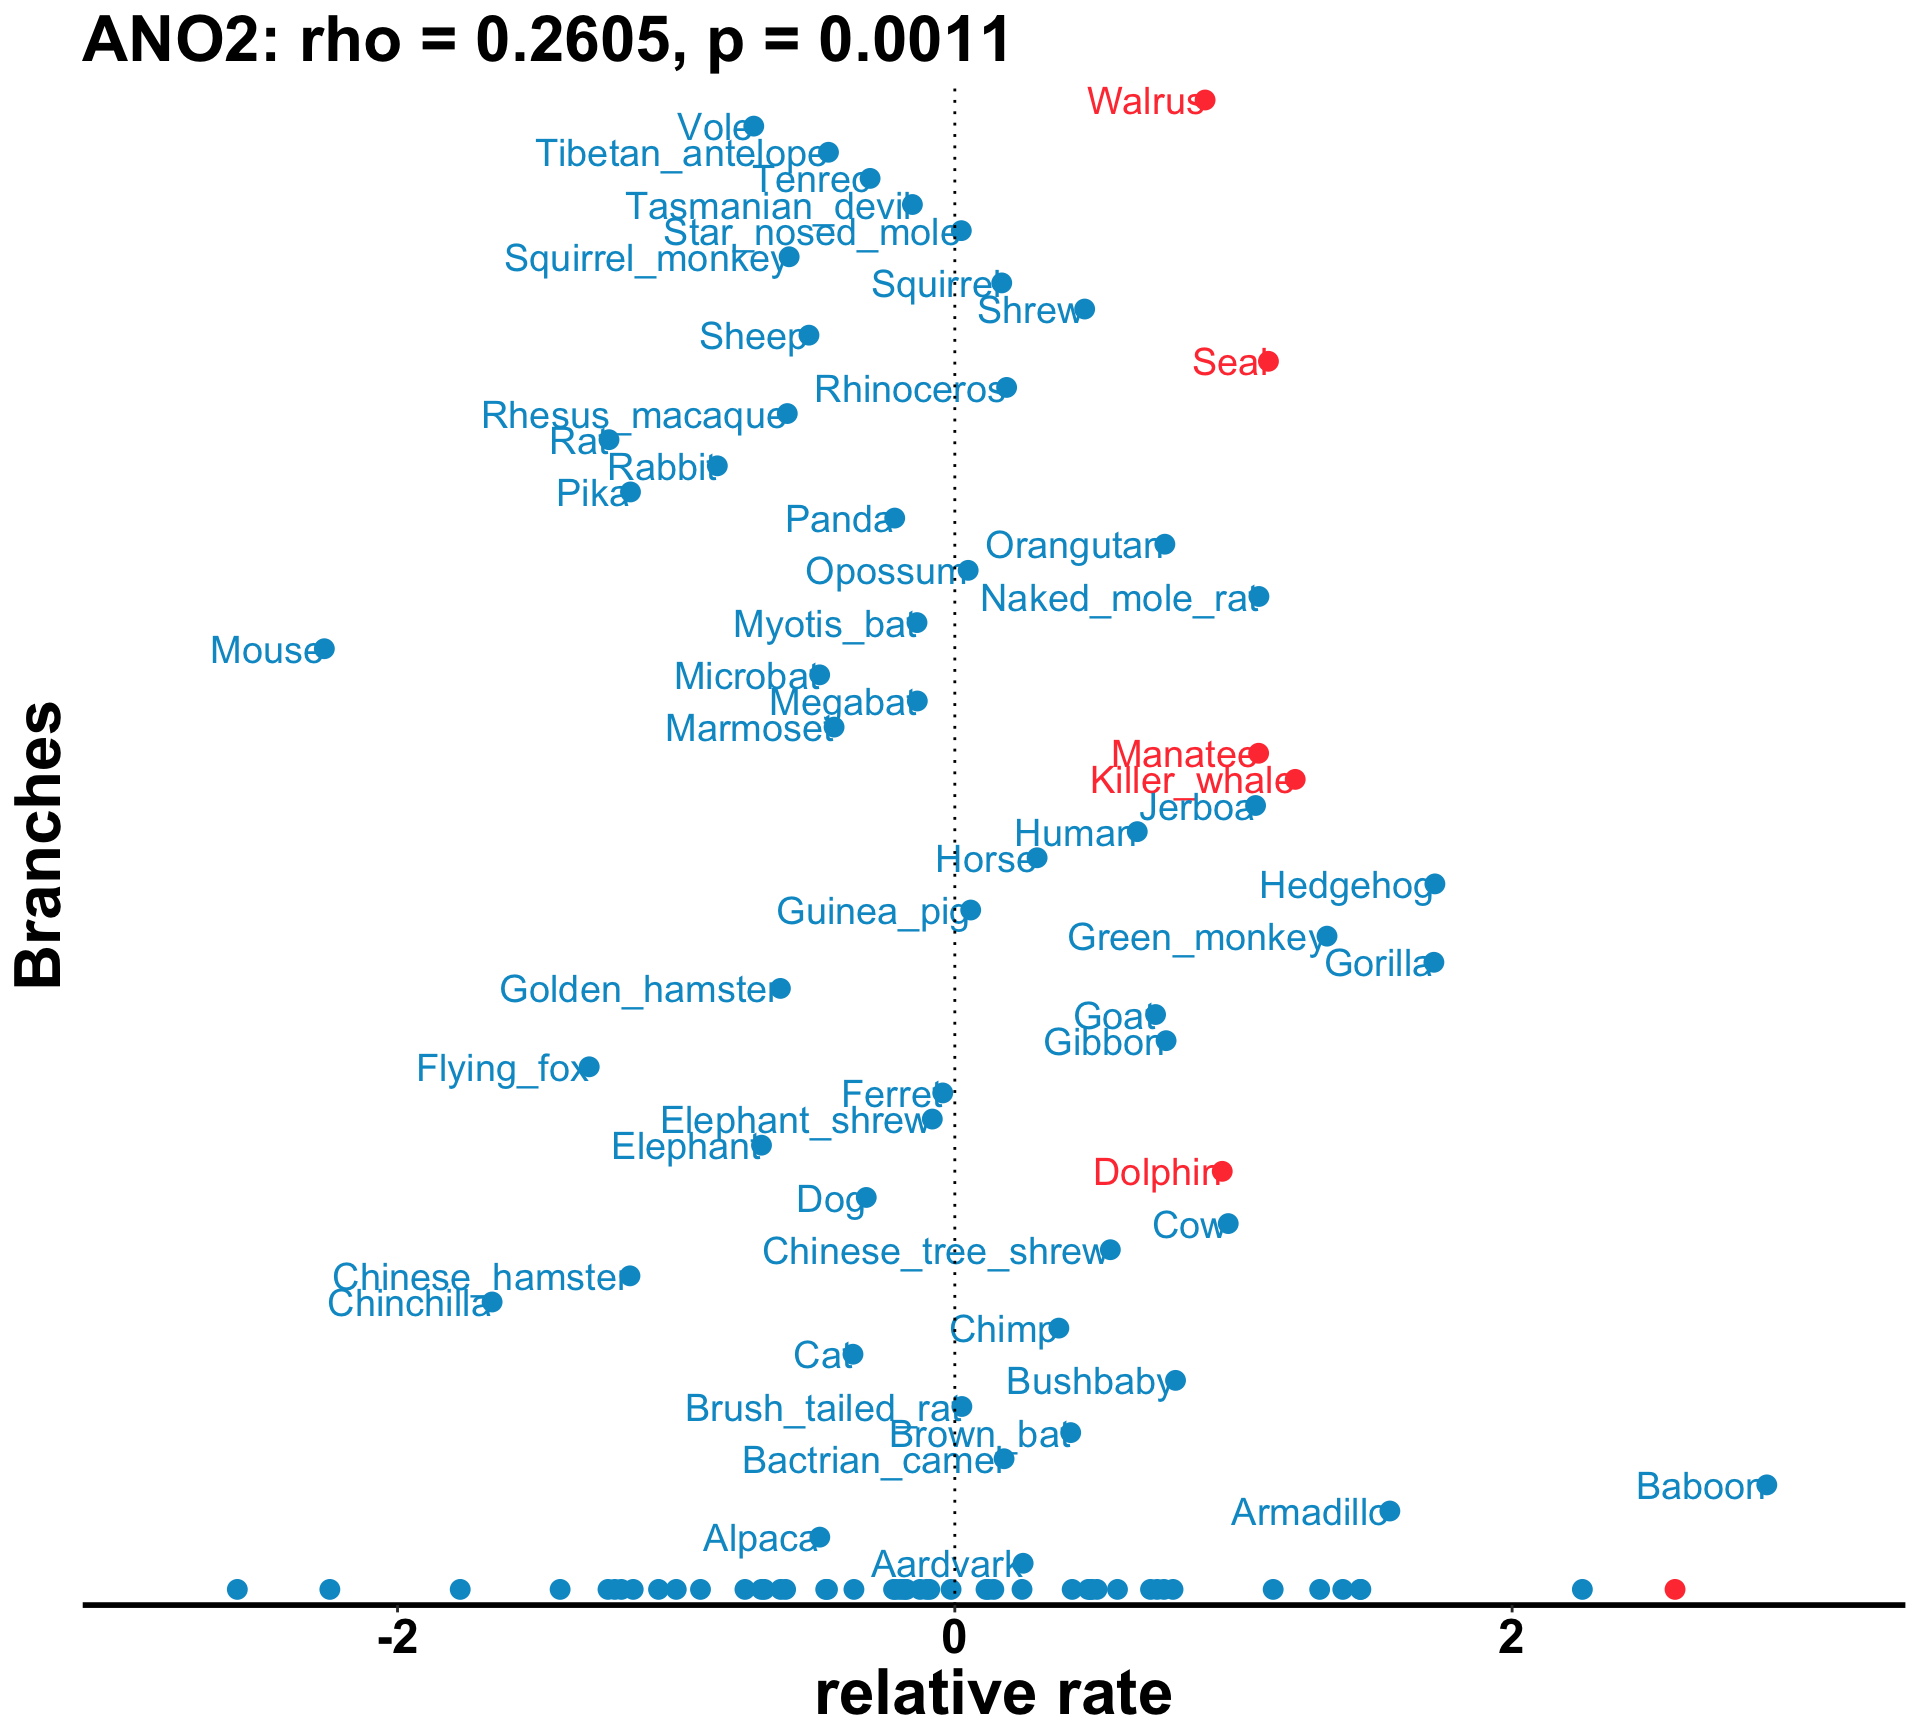 ANO2: rho = 0.2605, p = 0.0011
Walrus
Vole
Tibetan_antelope
Tenrec
Tasmanian_devil
Star_nosed_mole
Squirrel_monkey
Squirrel
Shrew
Sheep
Seal
Rhinoceros
Rhesus_macaque
Rat
Rabbit
Pika
Panda
Orangutan
Opossum
Naked_mole_rat
Myotis_bat
Mouse
Microbat
Megabat
Marmoset
Manatee
Killer_whale
Jerboa
Human
Horse
Hedgehog
Guinea_pig
Green_monkey
Gorilla
Golden_hamster
Goat
Gibbon
Flying_fox
Ferret
Elephant_shrew
Elephant
Dolphin
Dog
Cow
Chinese_tree_shrew
Chinese_hamster
Chinchilla
Chimp
Cat
Bushbaby
Brush_tailed_rat
Brown_bat
Bactrian_camel
Baboon
Armadillo
Alpaca
Aardvark
Branches
-2 0 2
relative rate